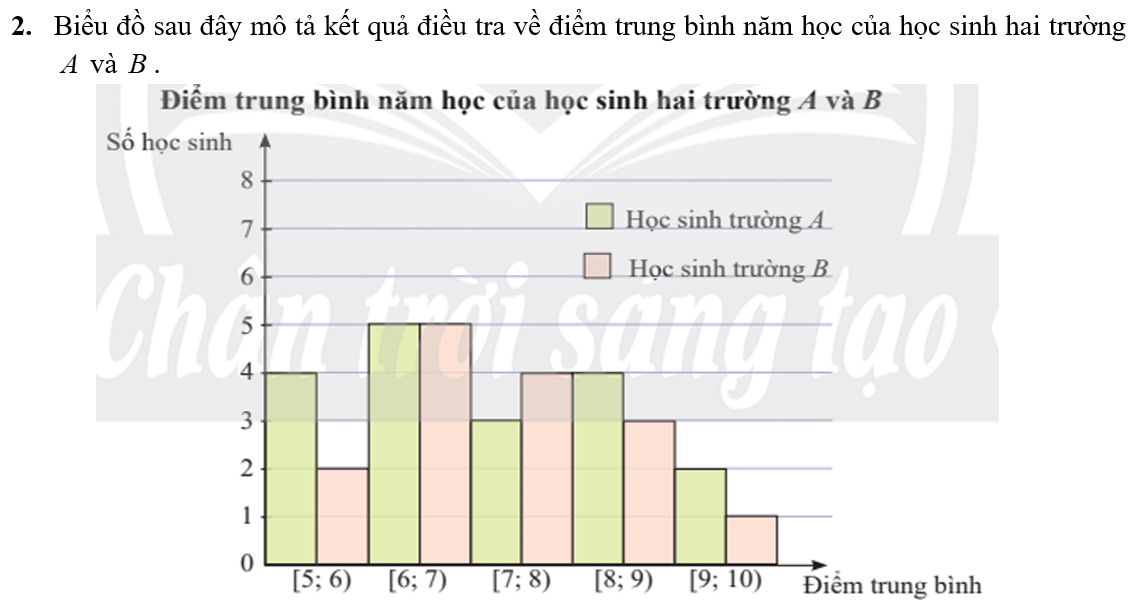 2. Biểu đồ sau đây mô tả kết quả điều tra về điểm trung bình năm học của học sinh hai trường
A và B .
Điểm trung bình năm học của học sinh hai trường A và B
Số học sinh
8
7
6
5
4
3
2
1
0
Học sinh trường A
Học sinh trường B
Chân trời sáng tạo
[5; 6) [6; 7) [7; 8) [8; 9) [9; 10) Điểm trung bình